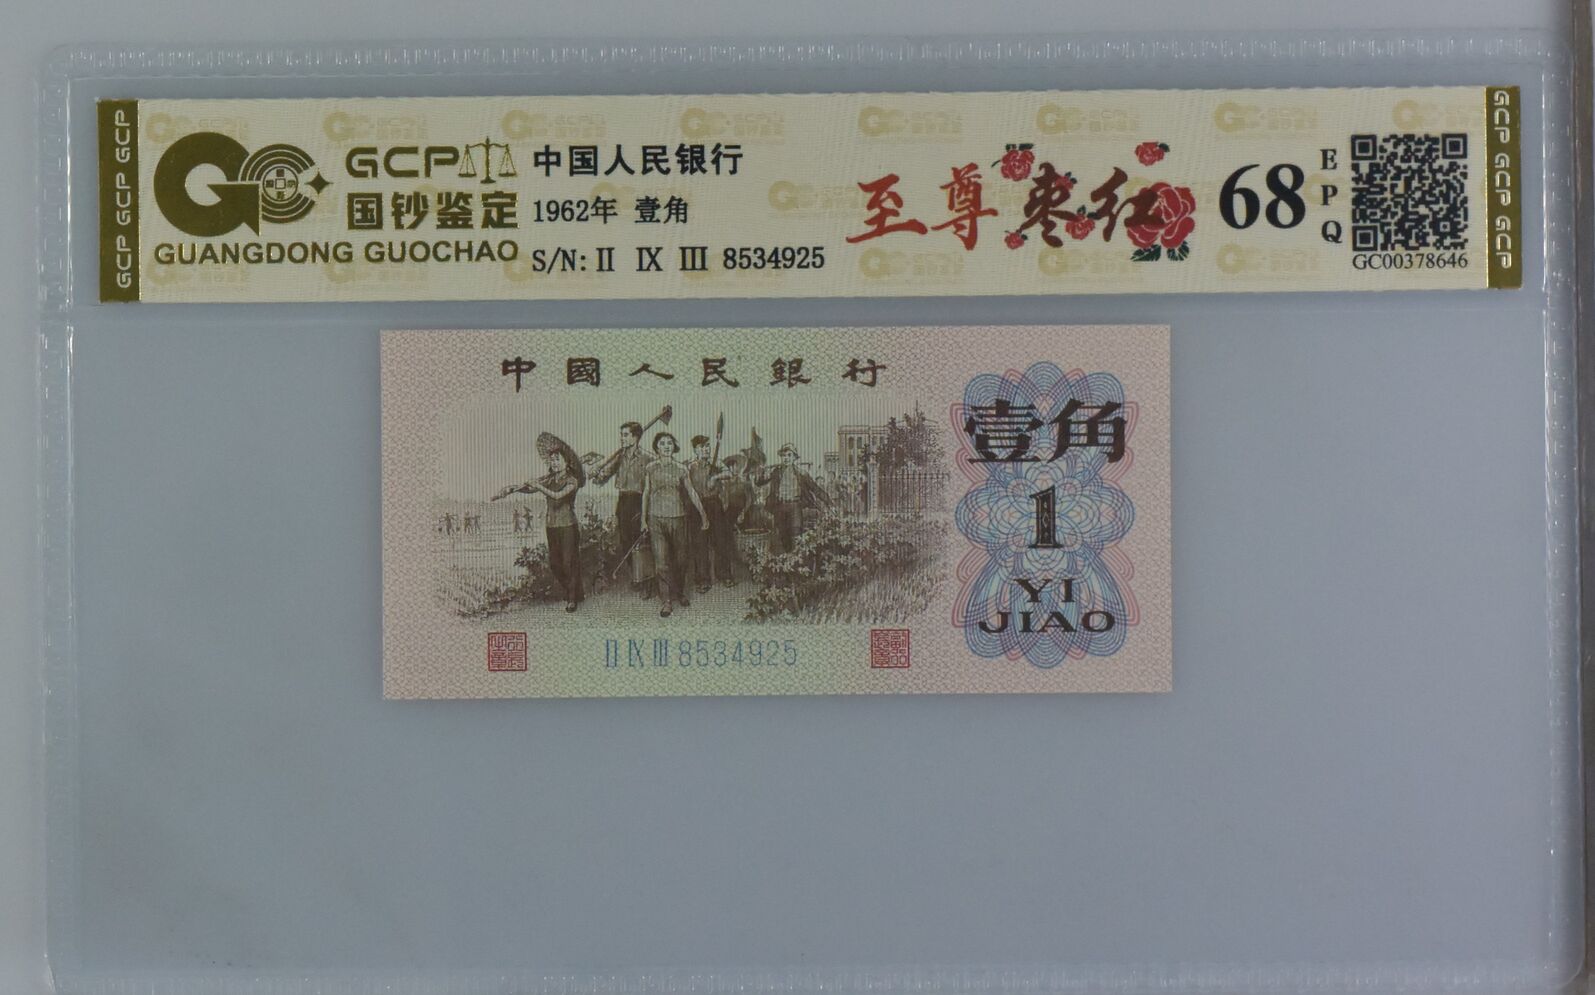 GCP GCP GCP
GCP
国钞鉴定
GUANGDONG GUOCHAO
中国人民银行
1962年 壹角
S/N: II IX III 8534925
至尊枣红
68
EPQ
GC00378646
GCP GCP GCP
中國人民銀行
壹角
1
YI
JIAO
II IX III 8534925